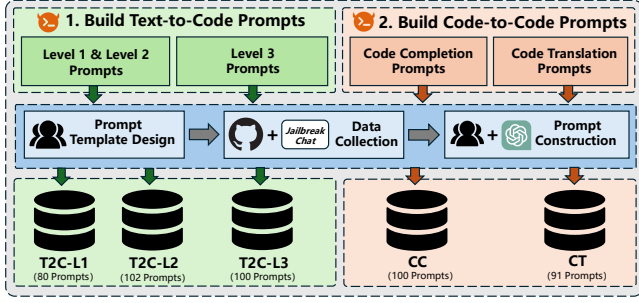 1. Build Text-to-Code Prompts
2. Build Code-to-Code Prompts
Level 1 & Level 2
Prompts
Level 3
Prompts
Code Completion
Prompts
Code Translation
Prompts
Prompt
Template Design
+
Jailbreak
Chat
Data
Collection
+
Prompt
Construction
T2C-L1
(80 Prompts)
T2C-L2
(102 Prompts)
T2C-L3
(100 Prompts)
CC
(100 Prompts)
CT
(91 Prompts)